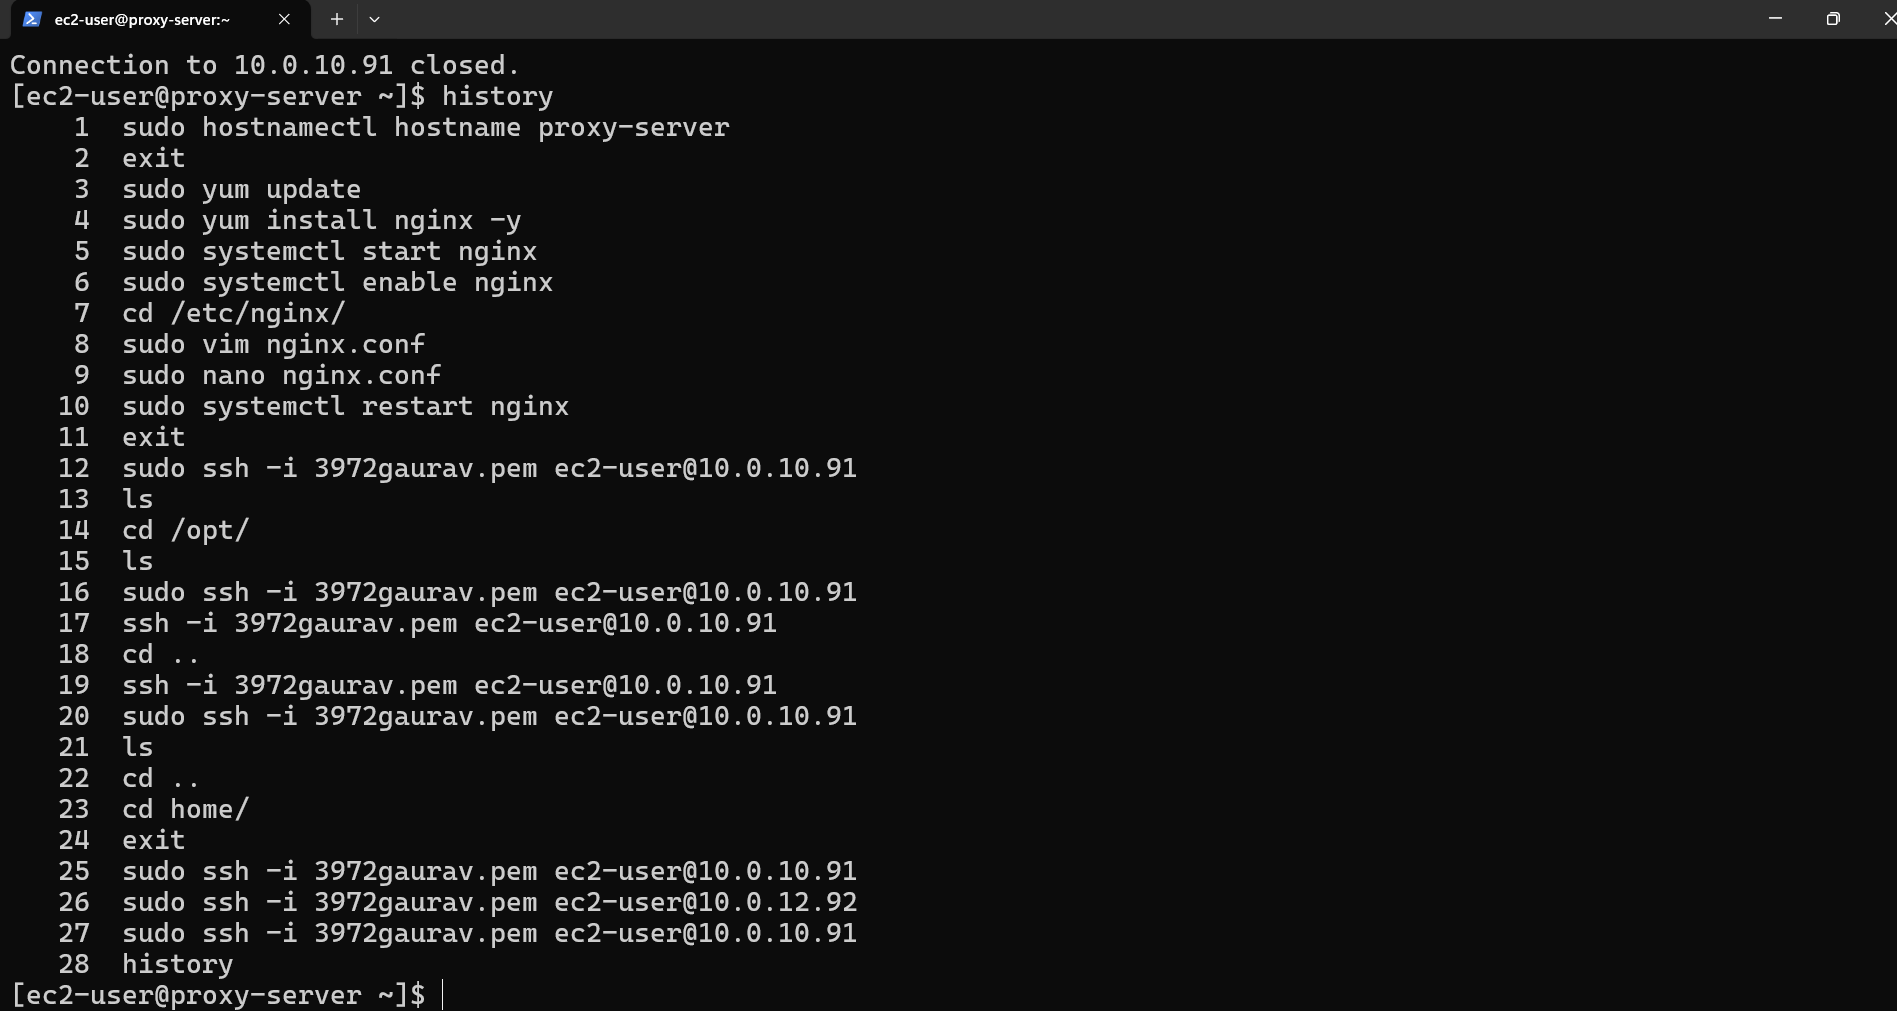 ec2-user@proxy-server:~
Connection to 10.0.10.91 closed.
[ec2-user@proxy-server ~]$ history
    1  sudo hostnamectl hostname proxy-server
    2  exit
    3  sudo yum update
    4  sudo yum install nginx -y
    5  sudo systemctl start nginx
    6  sudo systemctl enable nginx
    7  cd /etc/nginx/
    8  sudo vim nginx.conf
    9  sudo nano nginx.conf
   10  sudo systemctl restart nginx
   11  exit
   12  sudo ssh -i 3972gaurav.pem ec2-user@10.0.10.91
   13  ls
   14  cd /opt/
   15  ls
   16  sudo ssh -i 3972gaurav.pem ec2-user@10.0.10.91
   17  ssh -i 3972gaurav.pem ec2-user@10.0.10.91
   18  cd ..
   19  ssh -i 3972gaurav.pem ec2-user@10.0.10.91
   20  sudo ssh -i 3972gaurav.pem ec2-user@10.0.10.91
   21  ls
   22  cd ..
   23  cd home/
   24  exit
   25  sudo ssh -i 3972gaurav.pem ec2-user@10.0.10.91
   26  sudo ssh -i 3972gaurav.pem ec2-user@10.0.12.92
   27  sudo ssh -i 3972gaurav.pem ec2-user@10.0.10.91
   28  history
[ec2-user@proxy-server ~]$